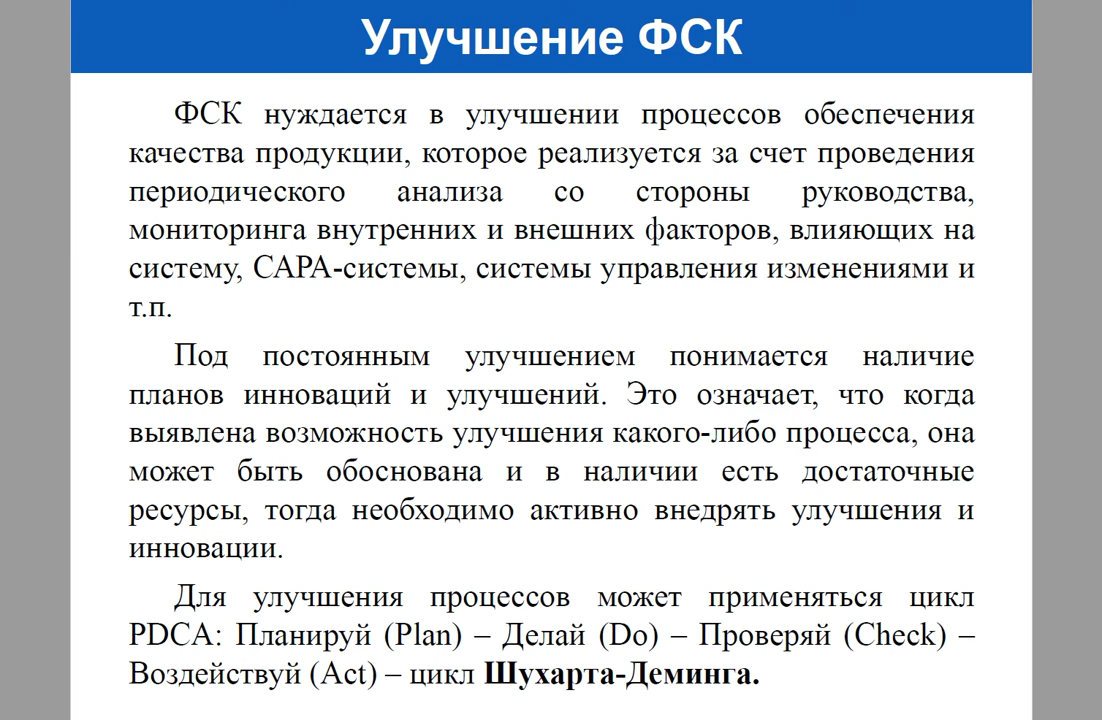 Улучшение ФСК
ФСК нуждается в улучшении процессов обеспечения
качества продукции, которое реализуется за счет проведения
периодического анализа со стороны руководства,
мониторинга внутренних и внешних факторов, влияющих на
систему, САРА-системы, системы управления изменениями и
т.п.
Под постоянным улучшением понимается наличие
планов инноваций и улучшений. Это означает, что когда
выявлена возможность улучшения какого-либо процесса, она
может быть обоснована и в наличии есть достаточные
ресурсы, тогда необходимо активно внедрять улучшения и
инновации.
Для улучшения процессов может применяться цикл
PDCA: Планируй (Plan) – Делай (Do) – Проверяй (Check) –
Воздействуй (Act) – цикл Шухарта-Деминга.